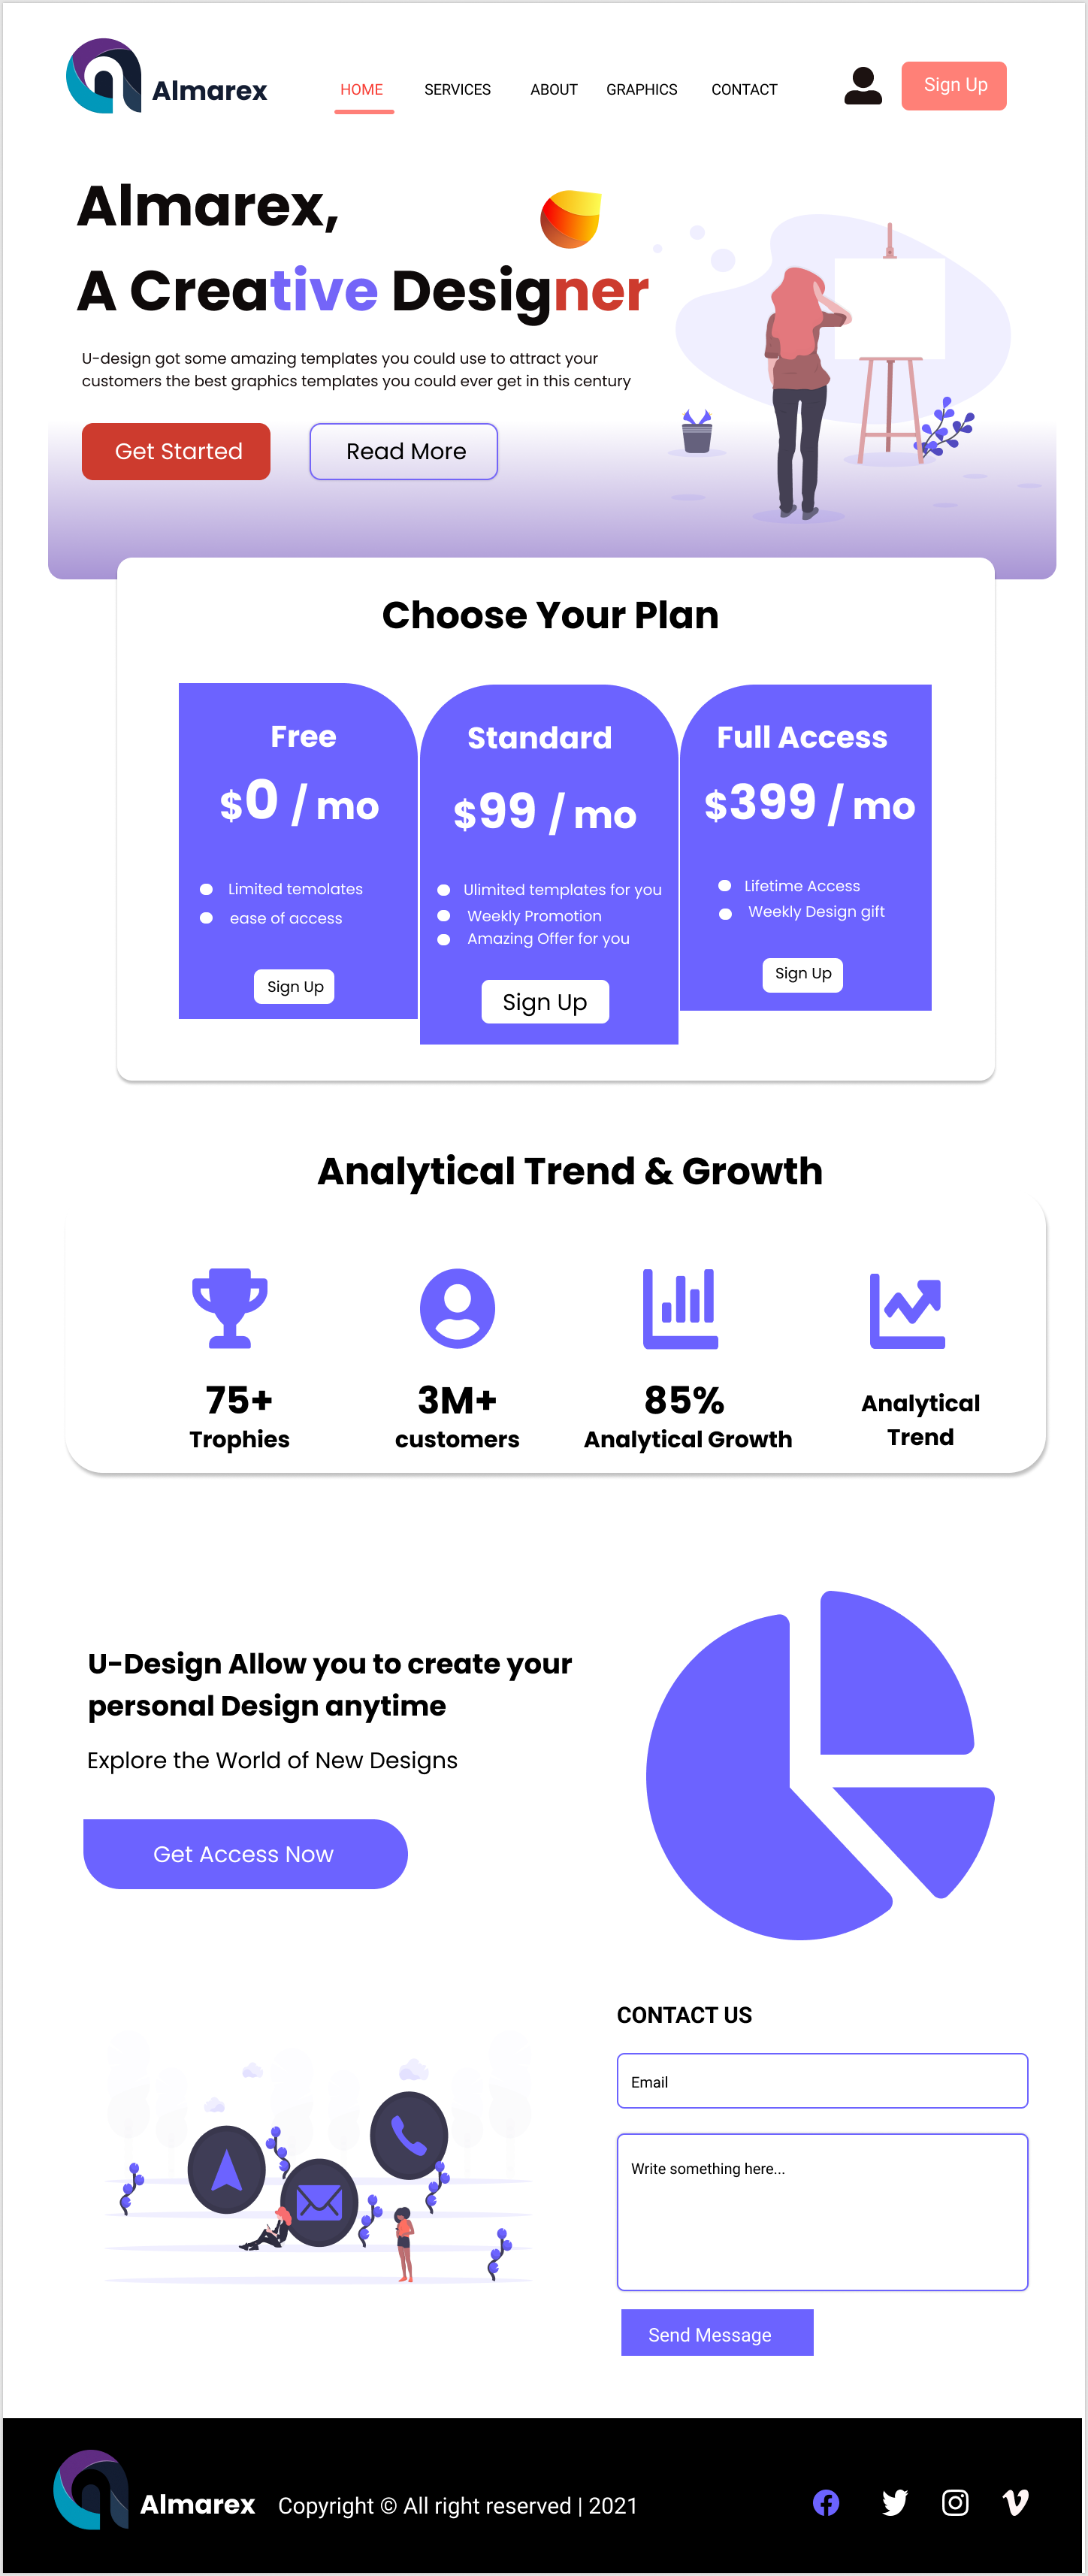 Almarex
HOME SERVICES ABOUT GRAPHICS CONTACT
Sign Up
Almarex,
A Creative Designer
U-design got some amazing templates you could use to attract your
customers the best graphics templates you could ever get in this century
Get Started
Read More
Choose Your Plan
Free
$0 / mo
Limited temolates
ease of access
Sign Up
Standard
$99 / mo
Ulimited templates for you
Weekly Promotion
Amazing Offer for you
Sign Up
Full Access
$399 / mo
Lifetime Access
Weekly Design gift
Sign Up
Analytical Trend & Growth
75+
Trophies
3M+
customers
85%
Analytical Growth
Analytical
Trend
U-Design Allow you to create your
personal Design anytime
Explore the World of New Designs
Get Access Now
CONTACT US
Email
Write something here...
Send Message
Almarex
Copyright © All right reserved | 2021